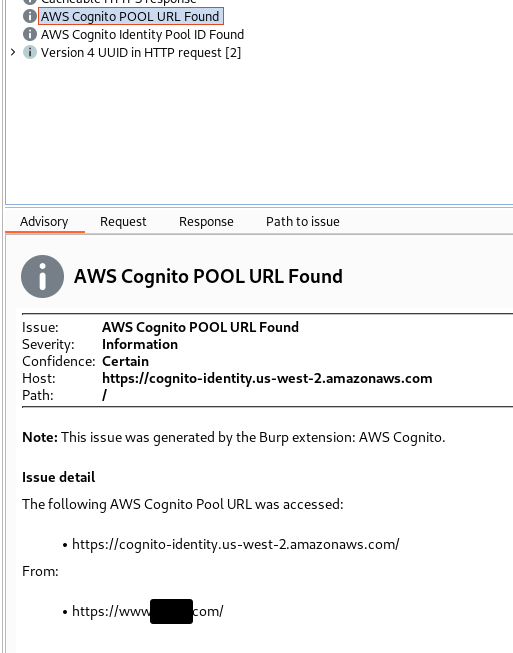 Cacheable HTTPS response
AWS Cognito POOL URL Found
AWS Cognito Identity Pool ID Found
Version 4 UUID in HTTP request [2]
Advisory Request Response Path to issue
AWS Cognito POOL URL Found
Issue: AWS Cognito POOL URL Found
Severity: Information
Confidence: Certain
Host: https://cognito-identity.us-west-2.amazonaws.com
Path: /
Note: This issue was generated by the Burp extension: AWS Cognito.
Issue detail
The following AWS Cognito Pool URL was accessed:
• https://cognito-identity.us-west-2.amazonaws.com/
From:
• https://www com/